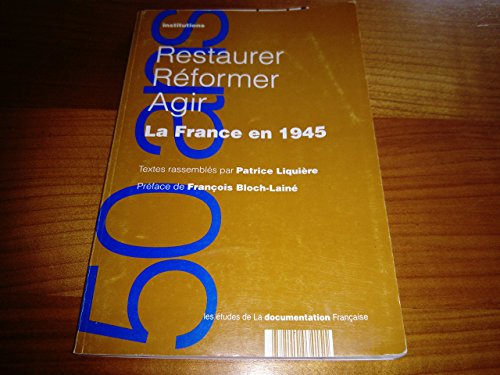 institutions
Restaurer
Réformer
Agir
La France en 1945
Textes rassemblés par Patrice Liquière
Préface de François Bloch-Lainé
50 ans
les études de La documentation Française